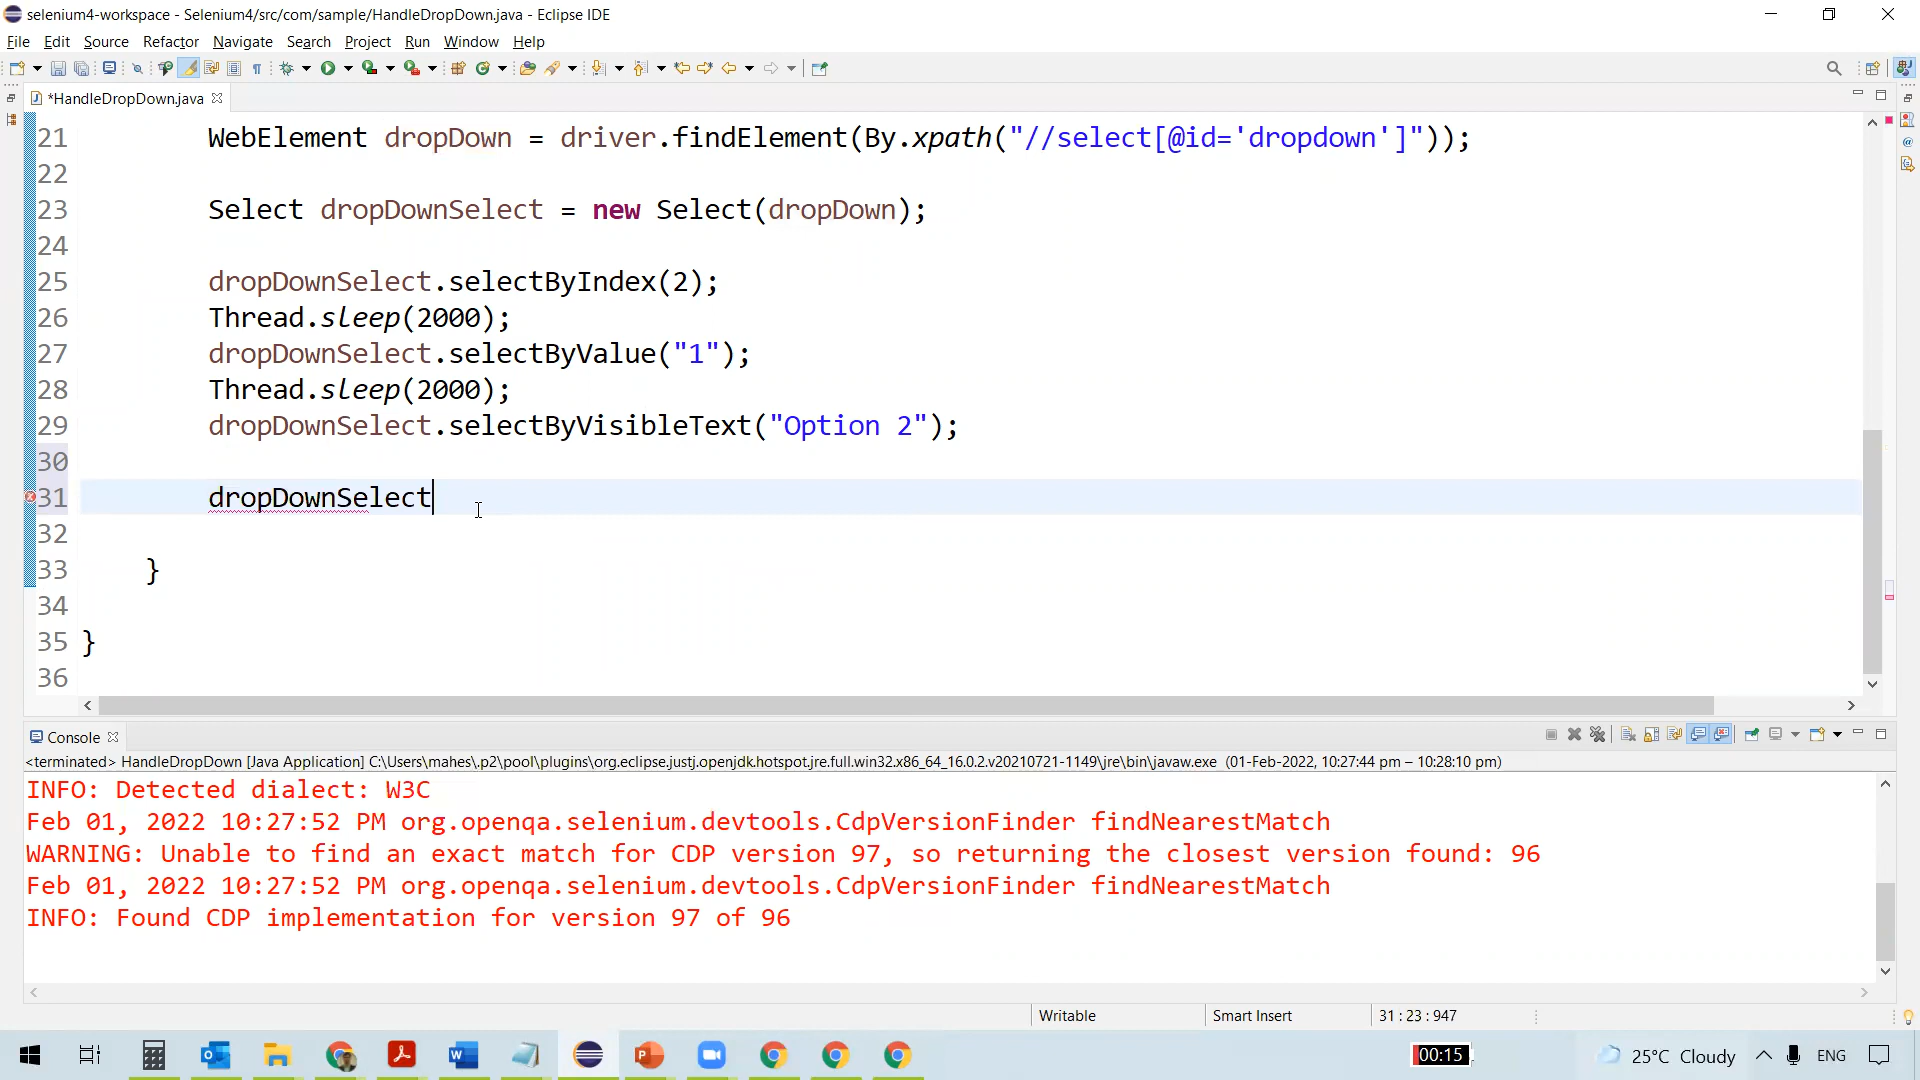 selenium4-workspace - Selenium4/src/com/sample/HandleDropDown.java - Eclipse IDE
File Edit Source Refactor Navigate Search Project Run Window Help
*HandleDropDown.java
21 WebElement dropDown = driver.findElement(By.xpath("//select[@id='dropdown']"));
22
23 Select dropDownSelect = new Select(dropDown);
24
25 dropDownSelect.selectByIndex(2);
26 Thread.sleep(2000);
27 dropDownSelect.selectByValue("1");
28 Thread.sleep(2000);
29 dropDownSelect.selectByVisibleText("Option 2");
30
31 dropDownSelect
32
33 }
34
35 }
36
Console
<terminated> HandleDropDown [Java Application] C:\Users\mahes\.p2\pool\plugins\org.eclipse.justj.openjdk.hotspot.jre.full.win32.x86_64_16.0.2.v20210721-1149\jre\bin\javaw.exe (01-Feb-2022, 10:27:44 pm – 10:28:10 pm)
INFO: Detected dialect: W3C
Feb 01, 2022 10:27:52 PM org.openqa.selenium.devtools.CdpVersionFinder findNearestMatch
WARNING: Unable to find an exact match for CDP version 97, so returning the closest version found: 96
Feb 01, 2022 10:27:52 PM org.openqa.selenium.devtools.CdpVersionFinder findNearestMatch
INFO: Found CDP implementation for version 97 of 96
Writable Smart Insert 31 : 23 : 947
00:15 25°C Cloudy ENG